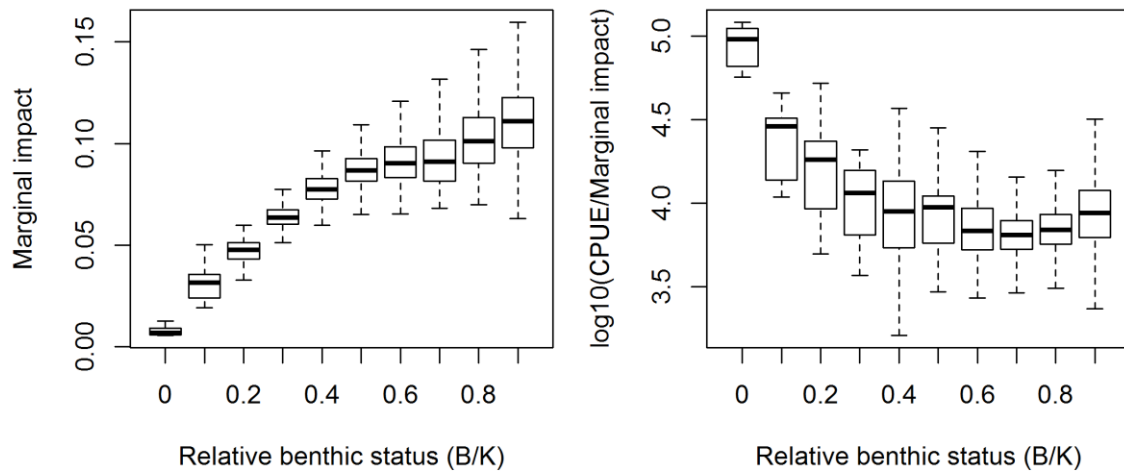 Marginal impact
0.15
0.10
0.05
0.00
0 0.2 0.4 0.6 0.8
Relative benthic status (B/K)
log10(CPUE/Marginal impact)
5.0
4.5
4.0
3.5
0 0.2 0.4 0.6 0.8
Relative benthic status (B/K)